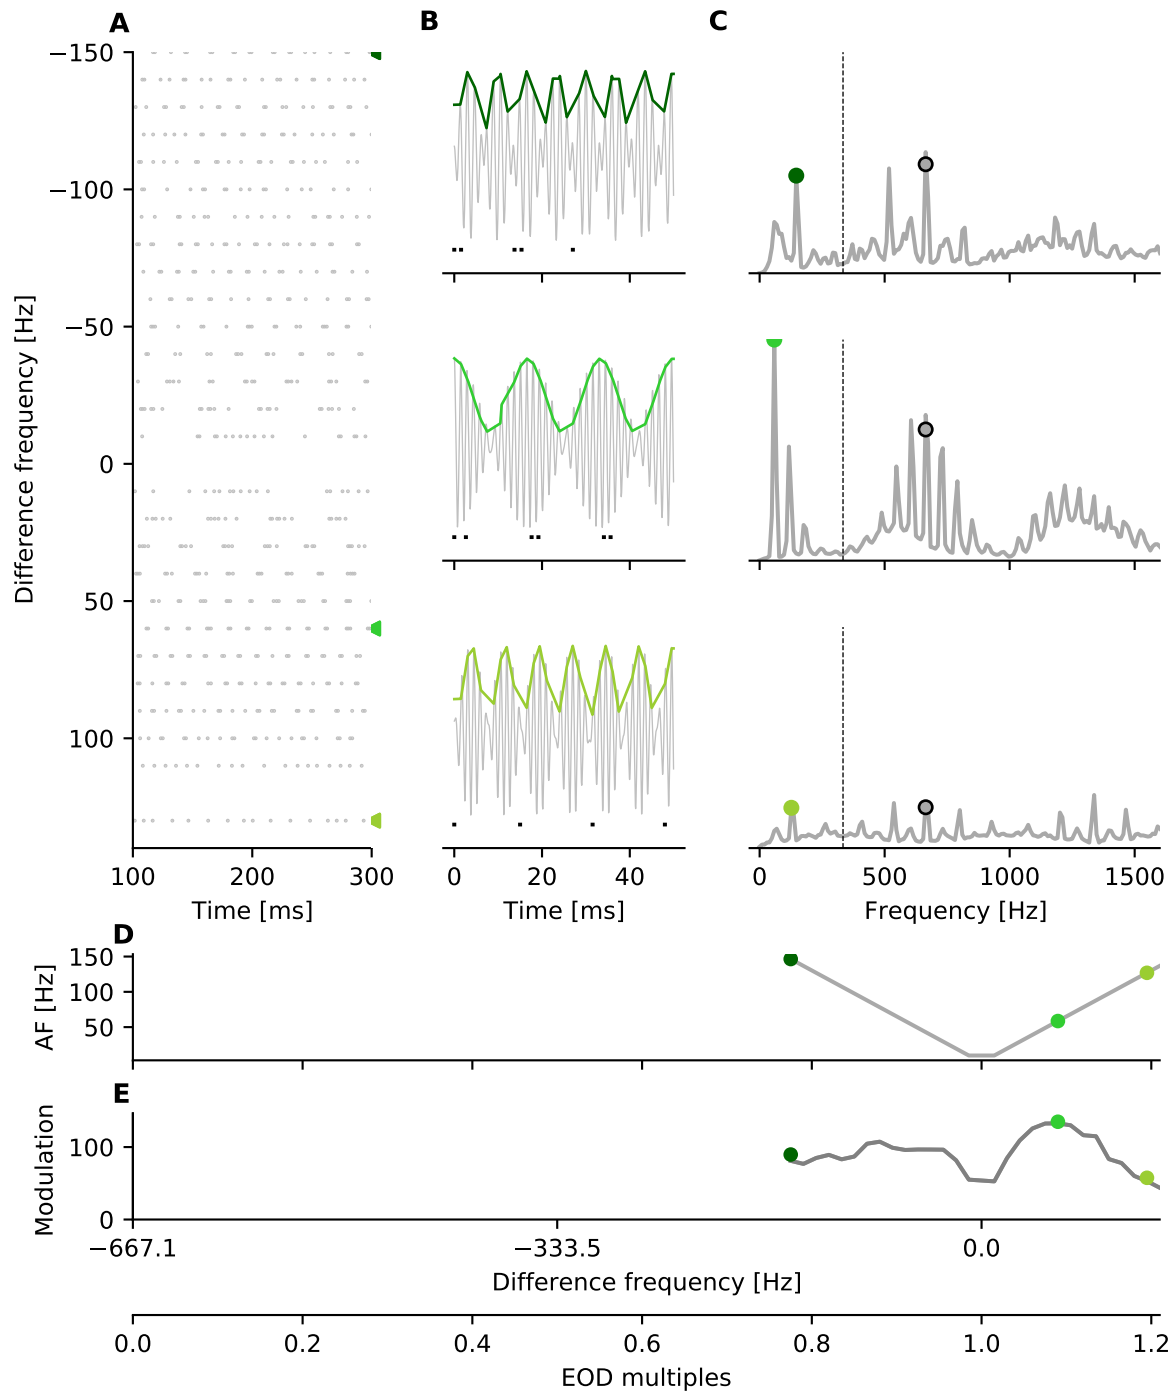 A
B
C
−150
−100
−50
0
50
100
Difference frequency [Hz]
100
200
300
Time [ms]
0
20
40
Time [ms]
0
500
1000
1500
Frequency [Hz]
D
150
100
50
AF [Hz]
E
100
0
Modulation
−667.1
−333.5
0.0
Difference frequency [Hz]
0.0
0.2
0.4
0.6
0.8
1.0
1.2
EOD multiples